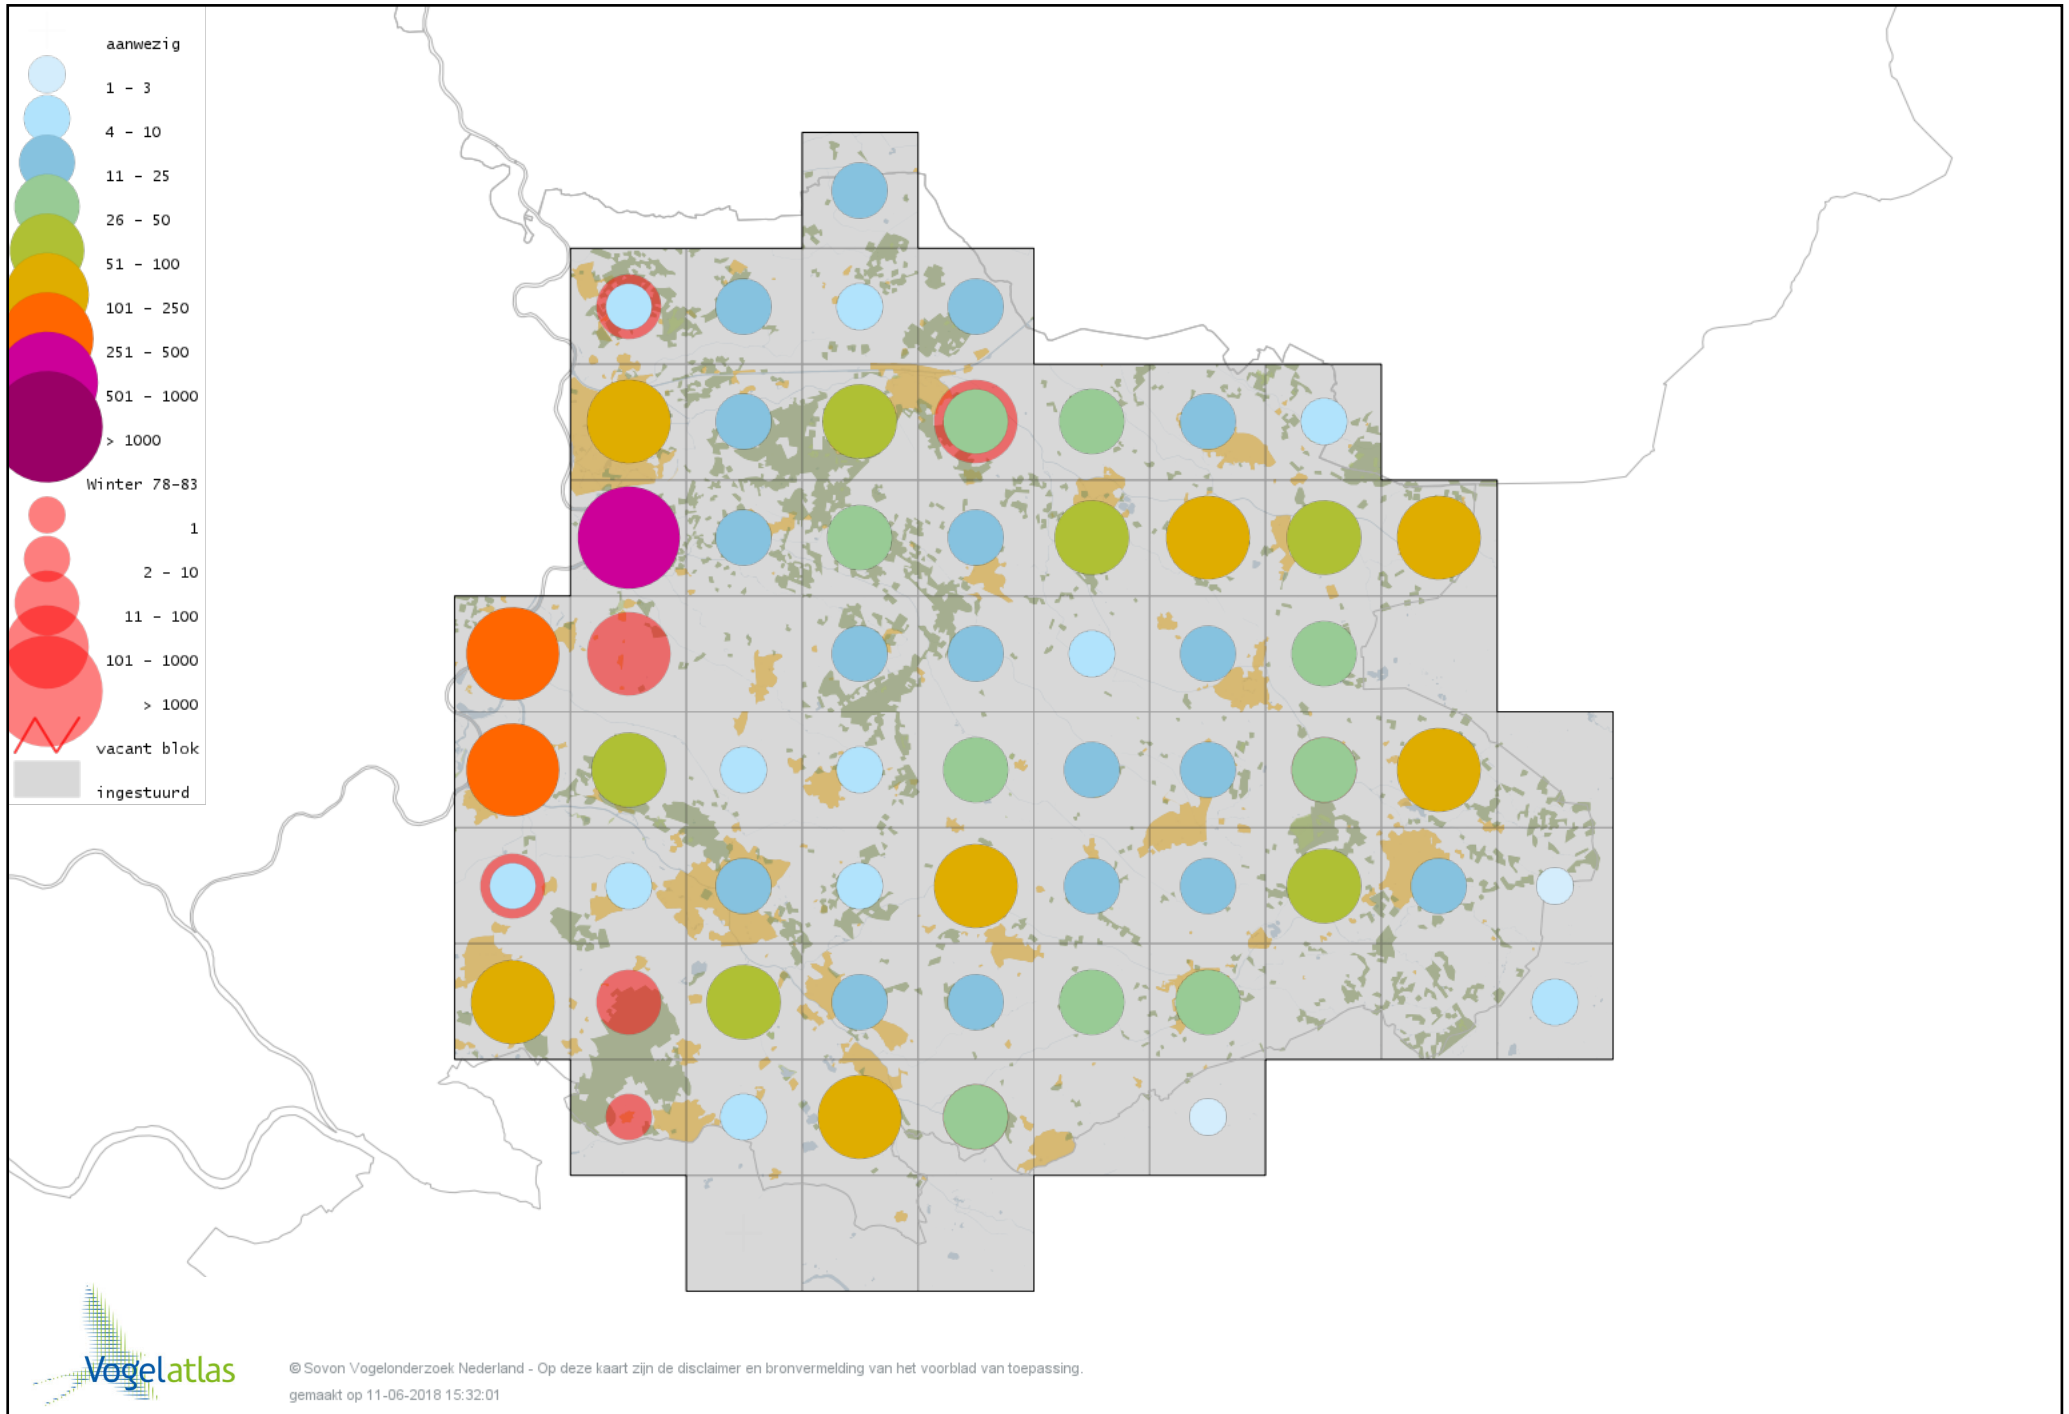 aanwezig
1 - 3
4 - 10
11 - 25
26 - 50
51 - 100
101 - 250
251 - 500
501 - 1000
> 1000
Winter 78-83
1
2 - 10
11 - 100
101 - 1000
> 1000
vacant blok
ingestuurd
Vogelatlas
© Sovon Vogelonderzoek Nederland - Op deze kaart zijn de disclaimer en bronvermelding van het voorblad van toepassing.
gemaakt op 11-06-2018 15:32:01